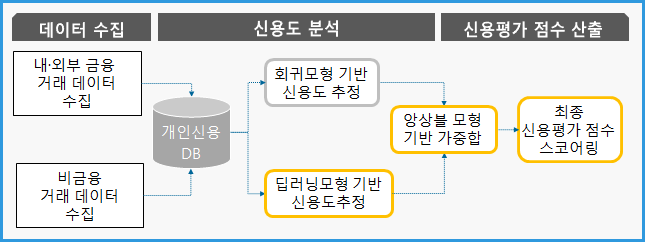 데이터 수집
신용도 분석
신용평가 점수 산출
내·외부 금융
거래 데이터
수집
비금융
거래 데이터
수집
개인신용
DB
회귀모형 기반
신용도 추정
딥러닝모형 기반
신용도추정
앙상블 모형
기반 가중합
최종
신용평가 점수
스코어링